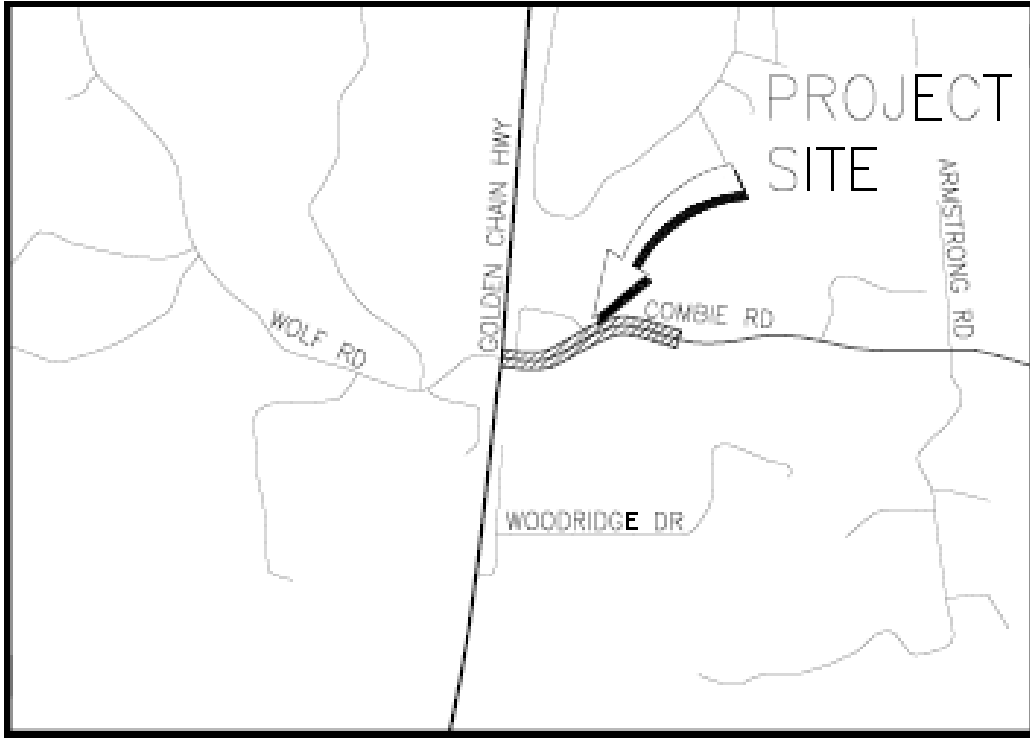 PROJECT
SITE
GOLDEN CHAIN HWY
ARMSTRONG RD
WOLF RD
COMBIE RD
WOODRIDGE DR